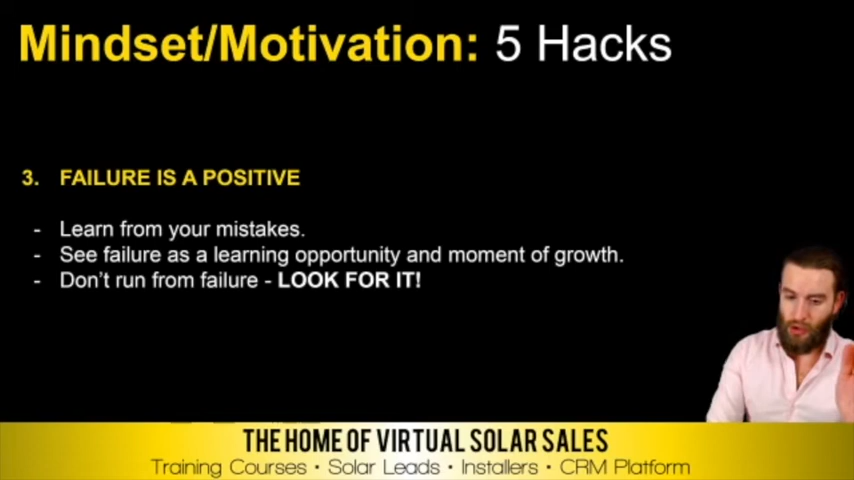 Mindset/Motivation: 5 Hacks
3. FAILURE IS A POSITIVE
- Learn from your mistakes.
- See failure as a learning opportunity and moment of growth.
- Don't run from failure - LOOK FOR IT!
THE HOME OF VIRTUAL SOLAR SALES
Training Courses • Solar Leads • Installers • CRM Platform